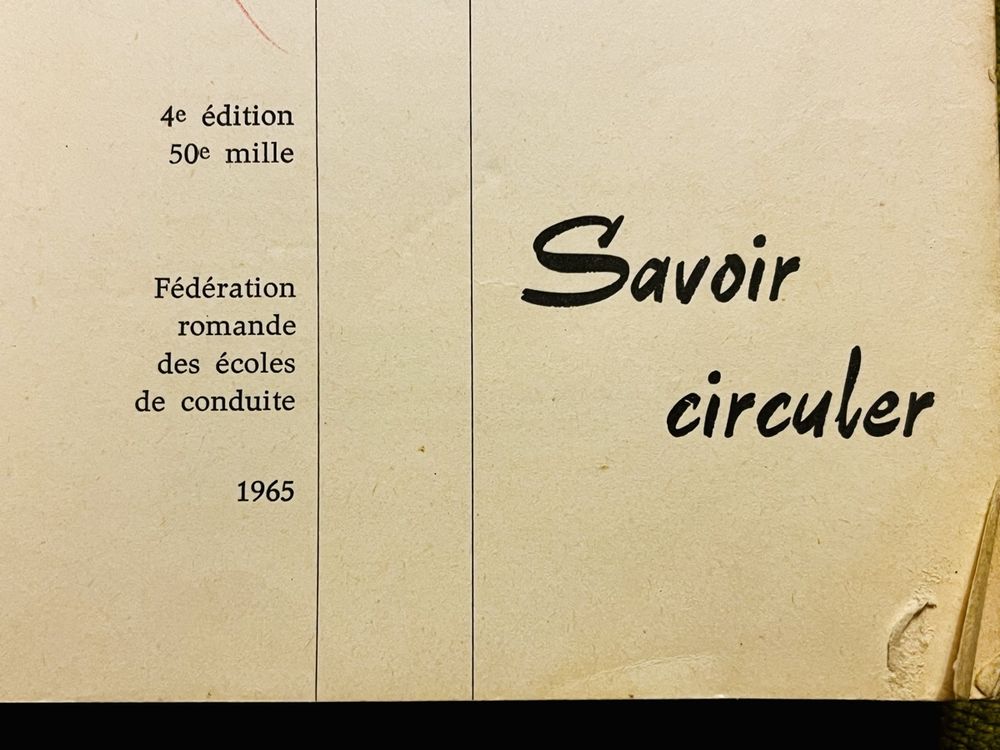 4e édition
50e mille
Fédération
romande
des écoles
de conduite
1965
Savoir
circuler